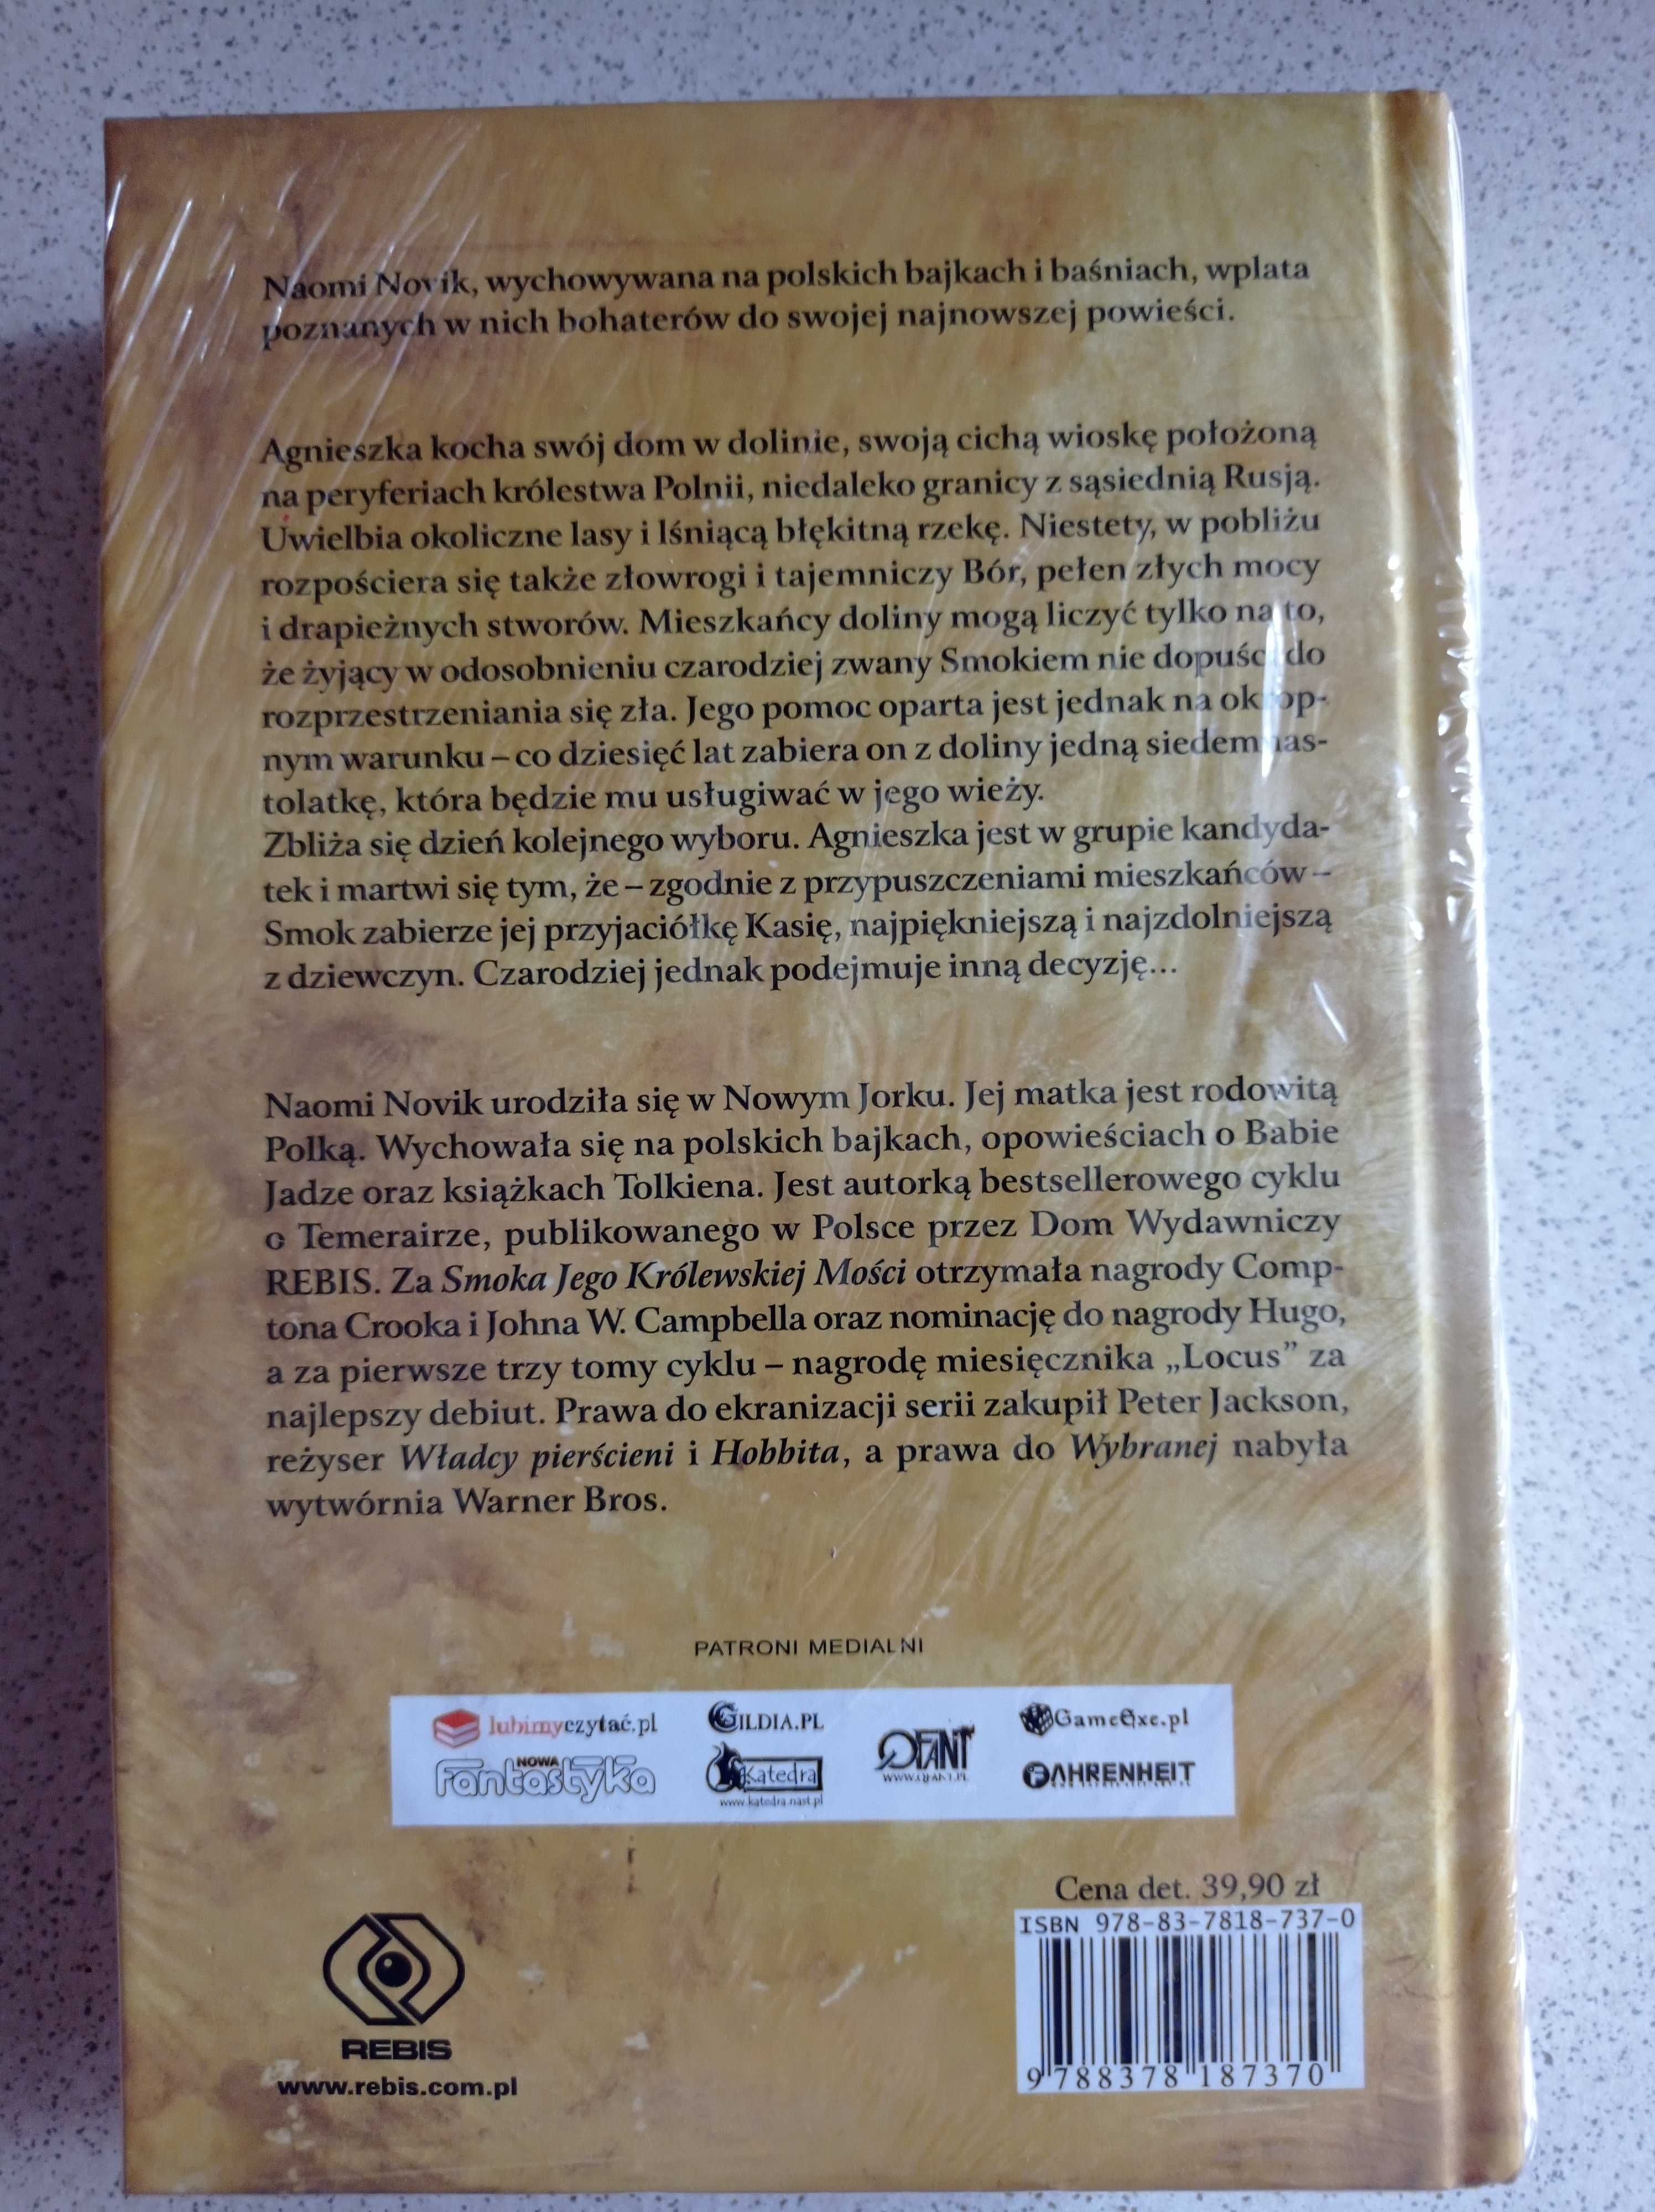 Naomi Novik, wychowywana na polskich bajkach i baśniach, wplata
poznanych w nich bohaterów do swojej najnowszej powieści.
Agnieszka kocha swój dom w dolinie, swoją cichą wioskę położoną
na peryferiach królestwa Polnii, niedaleko granicy z sąsiednią Rusją.
Uwielbia okoliczne lasy i lśniącą błękitną rzekę. Niestety, w pobliżu
rozpościera się także złowrogi i tajemniczy Bór, pełen złych mocy
i drapieżnych stworów. Mieszkańcy doliny mogą liczyć tylko na to,
że żyjący w odosobnieniu czarodziej zwany Smokiem nie dopuści do
rozprzestrzeniania się zła. Jego pomoc oparta jest jednak na okrop-
nym warunku – co dziesięć lat zabiera on z doliny jedną siedemnas-
tolatkę, która będzie mu usługiwać w jego wieży.
Zbliża się dzień kolejnego wyboru. Agnieszka jest w grupie kandyda-
tek i martwi się tym, że – zgodnie z przypuszczeniami mieszkańców –
Smok zabierze jej przyjaciółkę Kasię, najpiękniejszą i najzdolniejszą
z dziewczyn. Czarodziej jednak podejmuje inną decyzję...
Naomi Novik urodziła się w Nowym Jorku. Jej matka jest rodowitą
Polką. Wychowała się na polskich bajkach, opowieściach o Babie
Jadze oraz książkach Tolkiena. Jest autorką bestsellerowego cyklu
o Temerairze, publikowanego w Polsce przez Dom Wydawniczy
REBIS. Za Smoka Jego Królewskiej Mości otrzymała nagrody Comp-
tona Crooka i Johna W. Campbella oraz nominację do nagrody Hugo,
a za pierwsze trzy tomy cyklu – nagrodę miesięcznika „Locus” za
najlepszy debiut. Prawa do ekranizacji serii zakupił Peter Jackson,
reżyser Władcy pierścieni i Hobbita, a prawa do Wybranej nabyła
wytwórnia Warner Bros.
PATRONI MEDIALNI
lubimyczytać.pl
GILDIA.PL
QFANT
WWW.QFANT.PL
GameExe.pl
NOWA
Fantastyka
Katedra
www.katedra.nast.pl
FAHRENHEIT
Cena det. 39,90 zł
ISBN 978-83-7818-737-0
9 788378 187370
REBIS
www.rebis.com.pl